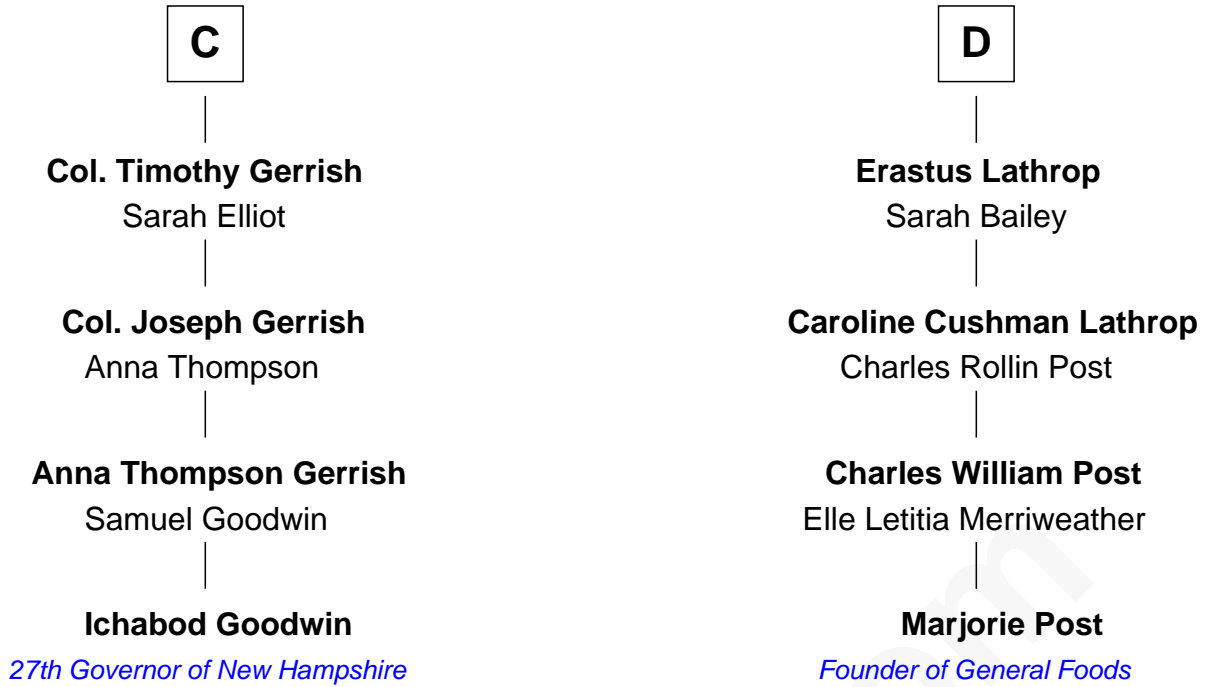 C
Col. Timothy Gerrish
Sarah Elliot
Col. Joseph Gerrish
Anna Thompson
Anna Thompson Gerrish
Samuel Goodwin
Ichabod Goodwin
27th Governor of New Hampshire
D
Erastus Lathrop
Sarah Bailey
Caroline Cushman Lathrop
Charles Rollin Post
Charles William Post
Elle Letitia Merriweather
Marjorie Post
Founder of General Foods